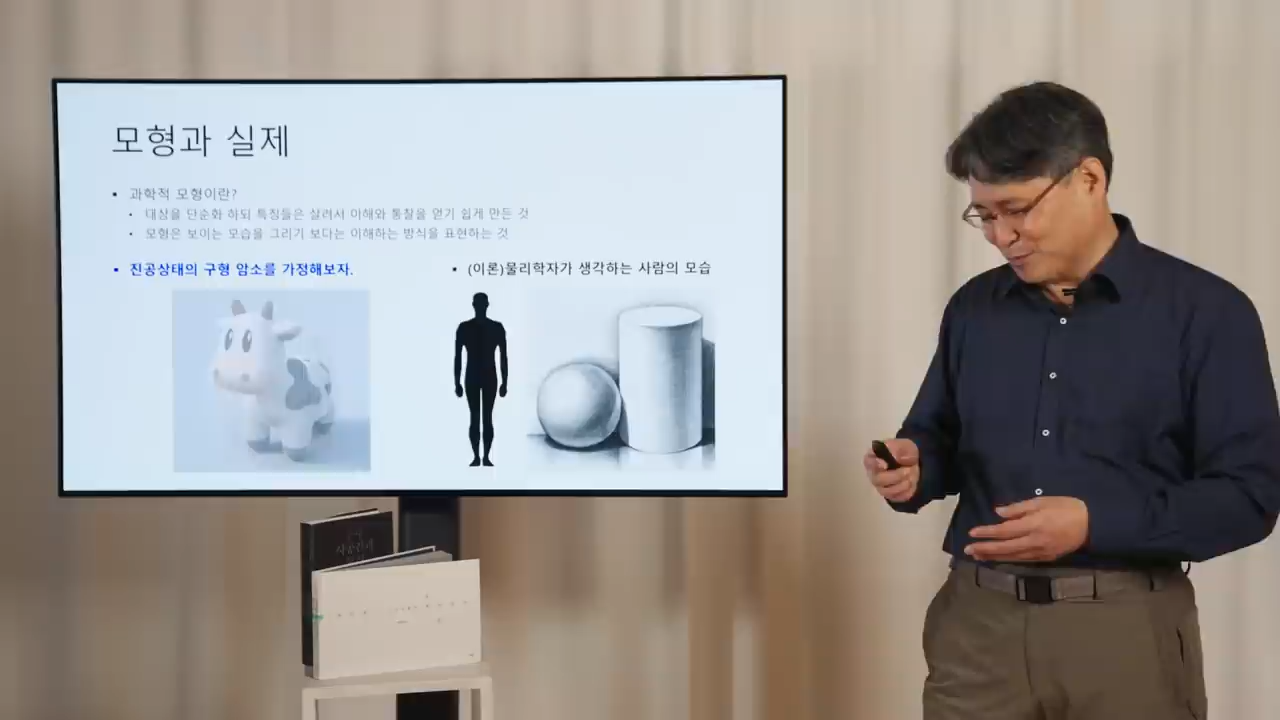 모형과 실제
과학적 모형이란?
대상을 단순화 하되 특징들은 살려서 이해와 통찰을 얻기 쉽게 만든 것
모형은 보이는 모습을 그리기 보다는 이해하는 방식을 표현하는 것
진공상태의 구형 암소를 가정해보자.
(이론)물리학자가 생각하는 사람의 모습